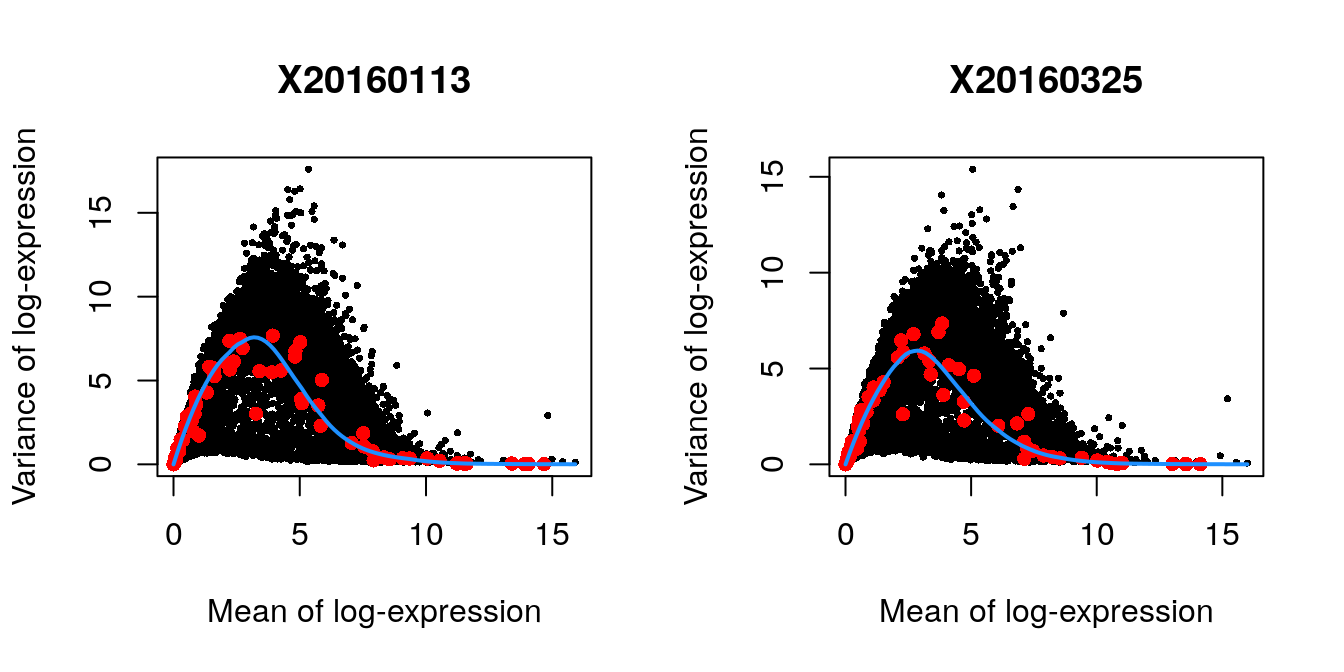 X20160113
Variance of log-expression
15
10
5
0
0 5 10 15
Mean of log-expression
X20160325
Variance of log-expression
15
10
5
0
0 5 10 15
Mean of log-expression